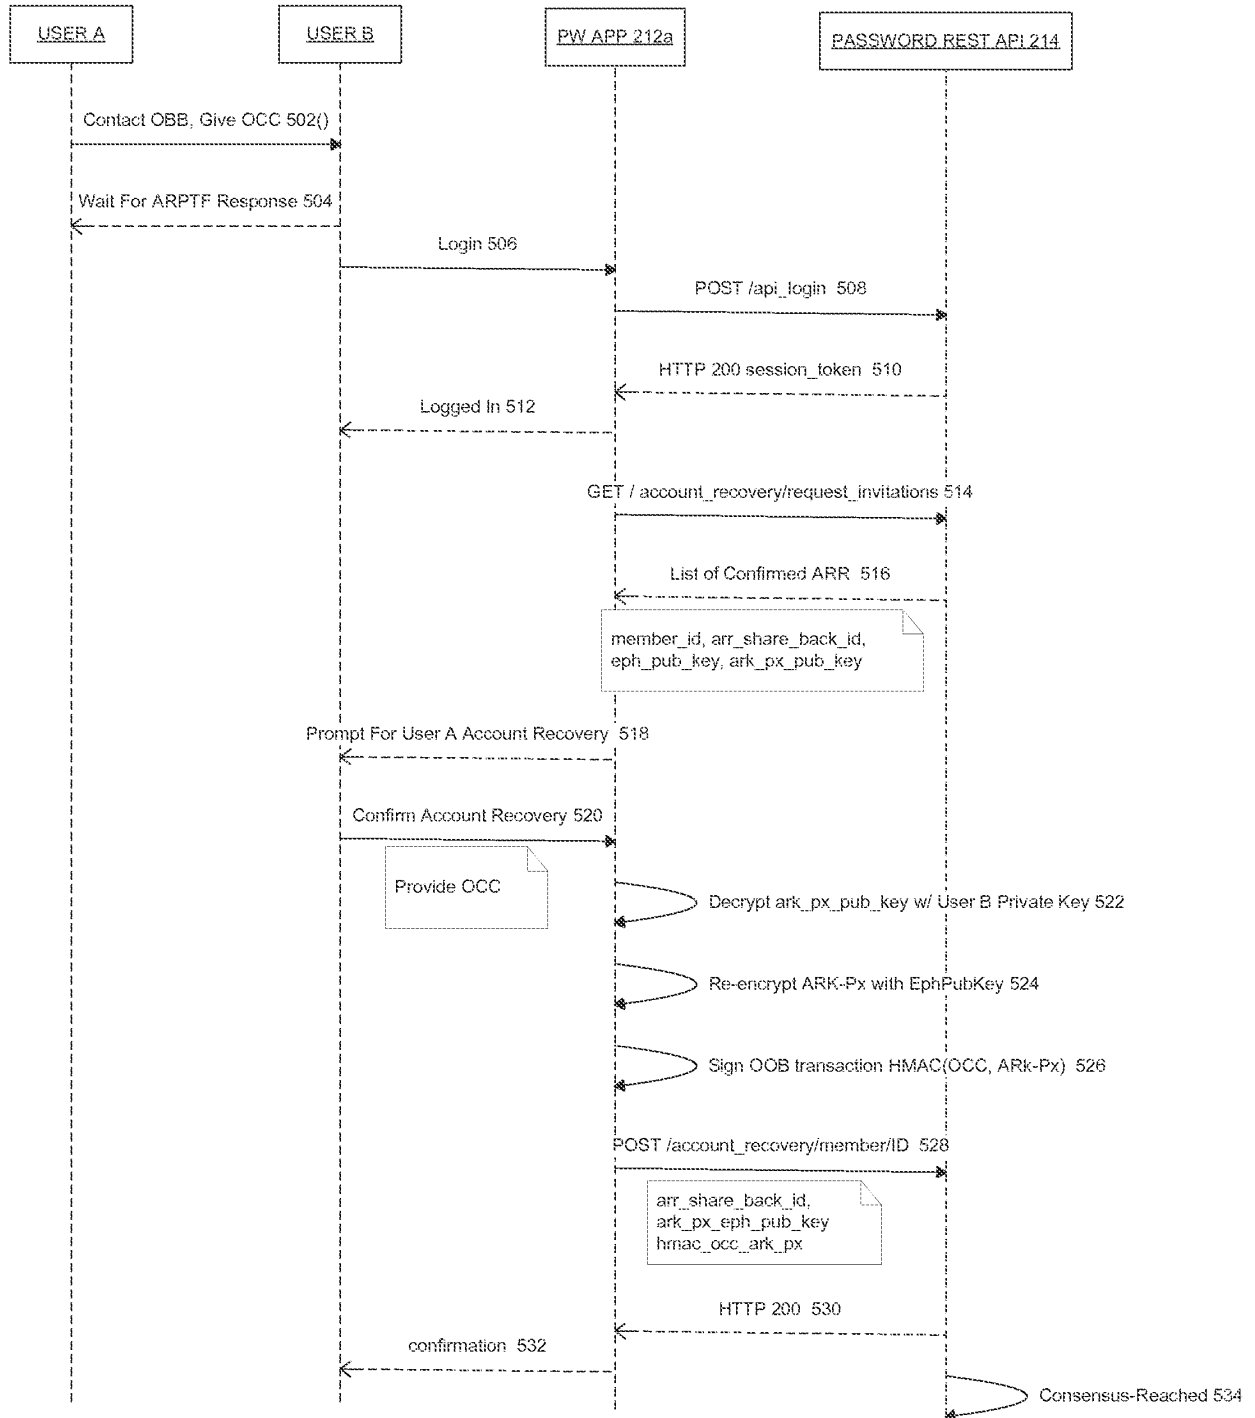 USER A
USER B
PW APP 212a
PASSWORD REST API 214
Contact OBB, Give OCC 502()
Wait For ARPTF Response 504
Login 506
POST /api_login 508
HTTP 200 session_token 510
Logged In 512
GET / account_recovery/request_invitations 514
List of Confirmed ARR 516
member_id, arr_share_back_id,
eph_pub_key, ark_px_pub_key
Prompt For User A Account Recovery 518
Confirm Account Recovery 520
Provide OCC
Decrypt ark_px_pub_key w/ User B Private Key 522
Re-encrypt ARK-Px with EphPubKey 524
Sign OOB transaction HMAC(OCC, ARk-Px) 526
POST /account_recovery/member/ID 528
arr_share_back_id,
ark_px_eph_pub_key
hmac_occ_ark_px
HTTP 200 530
confirmation 532
Consensus-Reached 534